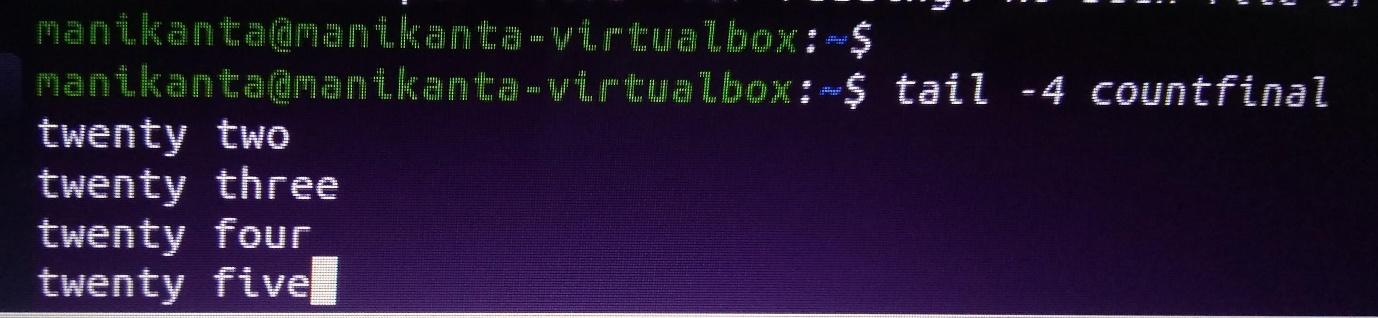 manikanta@manikanta-virtualbox:~$
manikanta@manikanta-virtualbox:~$ tail -4 countfinal
twenty two
twenty three
twenty four
twenty five